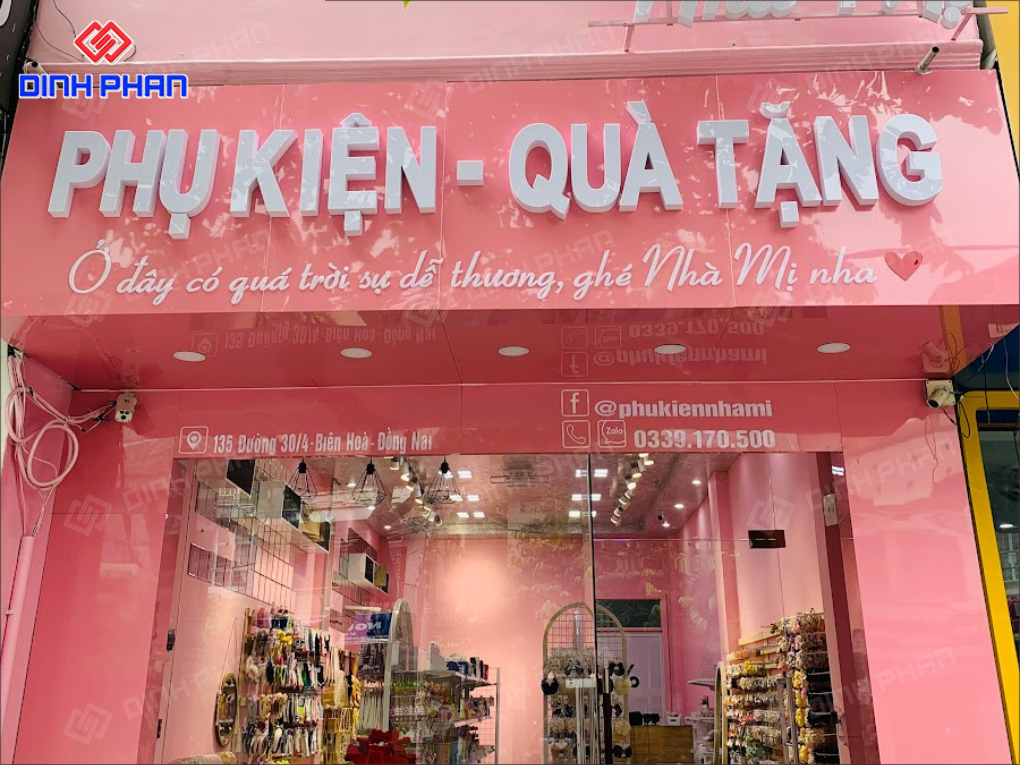 DINH PHAN
PHỤ KIỆN - QUÀ TẶNG
Ở đây có quá trời sự dễ thương, ghé Nhà Mị nha
@phukiennhami
135 Đường 30/4 - Biên Hoà - Đồng Nai
Zalo
0339.170.500